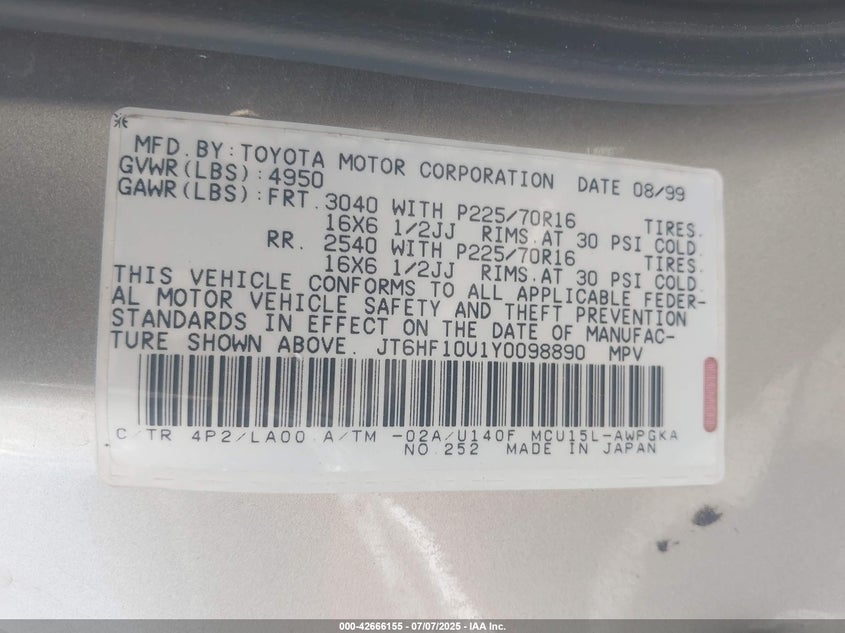 MFD.BY:TOYOTA MOTOR CORPORATION DATE 08/99
GVWR(LBS):4950
GAWR(LBS):FRT.3040 WITH P225/70R16 TIRES.
16X6 1/2JJ RIMS.AT 30 PSI COLD.
RR. 2540 WITH P225/70R16 TIRES.
16X6 1/2JJ RIMS.AT 30 PSI COLD.
THIS VEHICLE CONFORMS TO ALL APPLICABLE FEDER-
AL MOTOR VEHICLE SAFETY AND THEFT PREVENTION
STANDARDS IN EFFECT ON THE DATE OF MANUFAC-
TURE SHOWN ABOVE. JT6HF10U1Y0098890 MPV
C/TR 4P2/LA00 A/TM -02A/U140F MCU15L-AWPGKA
NO.252 MADE IN JAPAN
000-42666155 - 07/07/2025 - IAA Inc.